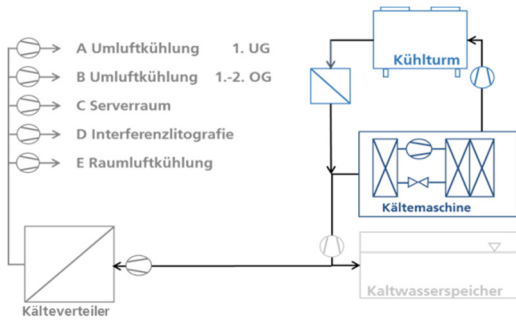 A Umluftkühlung 1. UG
B Umluftkühlung 1.-2. OG
C Serverraum
D Interferenzlitografie
E Raumluftkühlung
Kühlturm
Kältemaschine
Kaltwasserspeicher
Kälteverteiler